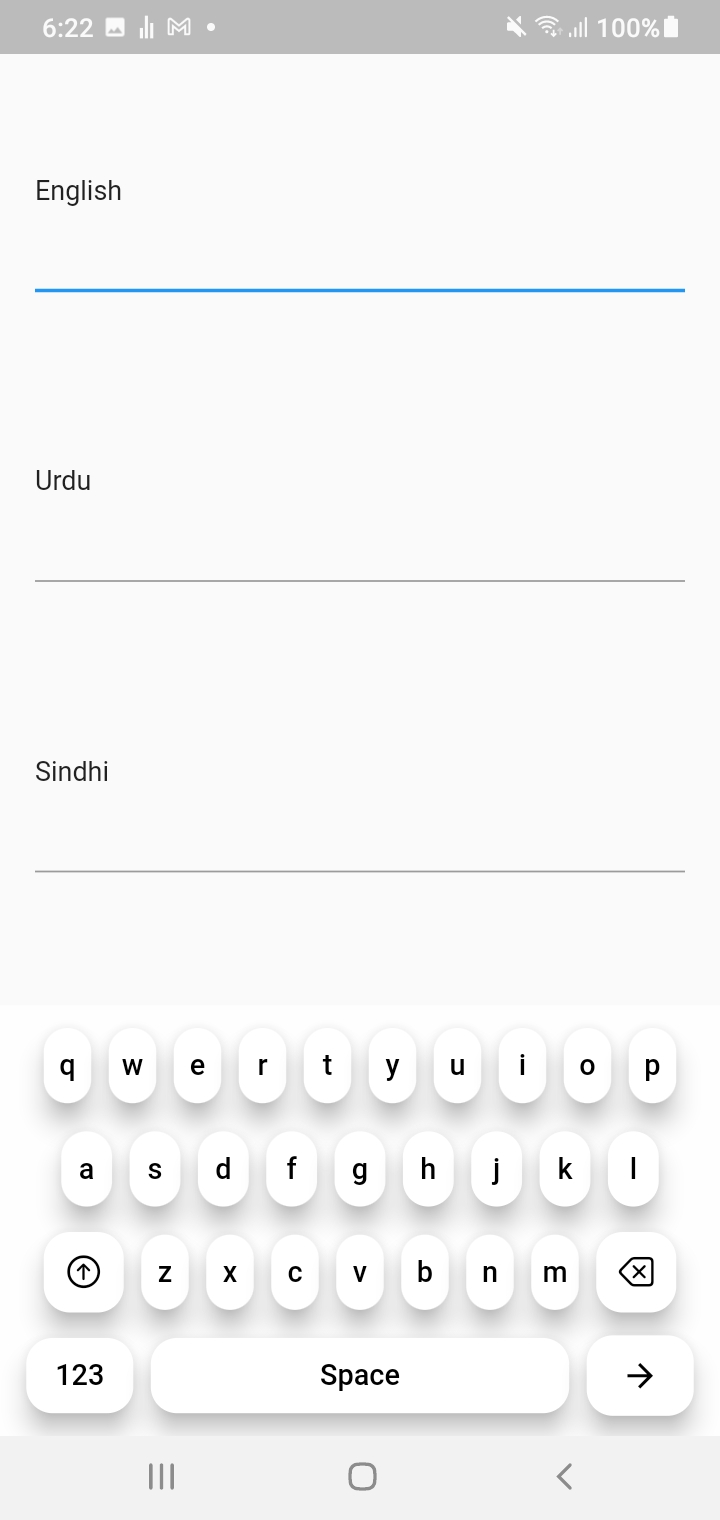 6:22 100%
English
Urdu
Sindhi
q w e r t y u i o p
a s d f g h j k l
z x c v b n m
123 Space